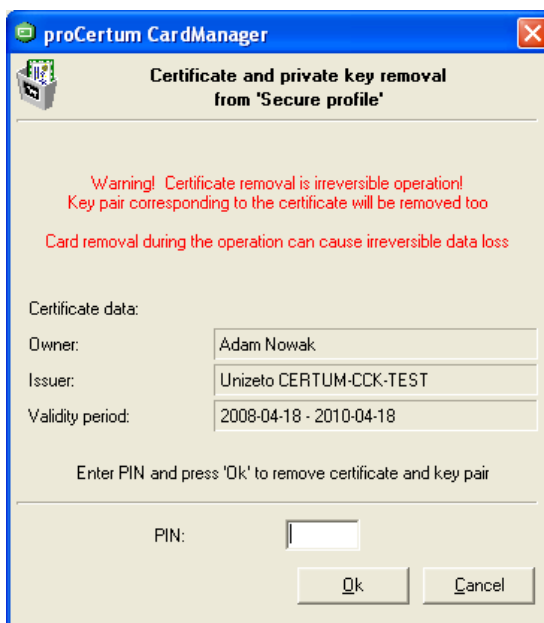 proCertum CardManager
Certificate and private key removal
from 'Secure profile'
Warning! Certificate removal is irreversible operation!
Key pair corresponding to the certificate will be removed too
Card removal during the operation can cause irreversible data loss
Certificate data:
Owner: Adam Nowak
Issuer: Unizeto CERTUM-CCK-TEST
Validity period: 2008-04-18 - 2010-04-18
Enter PIN and press 'Ok' to remove certificate and key pair
PIN:
Ok Cancel